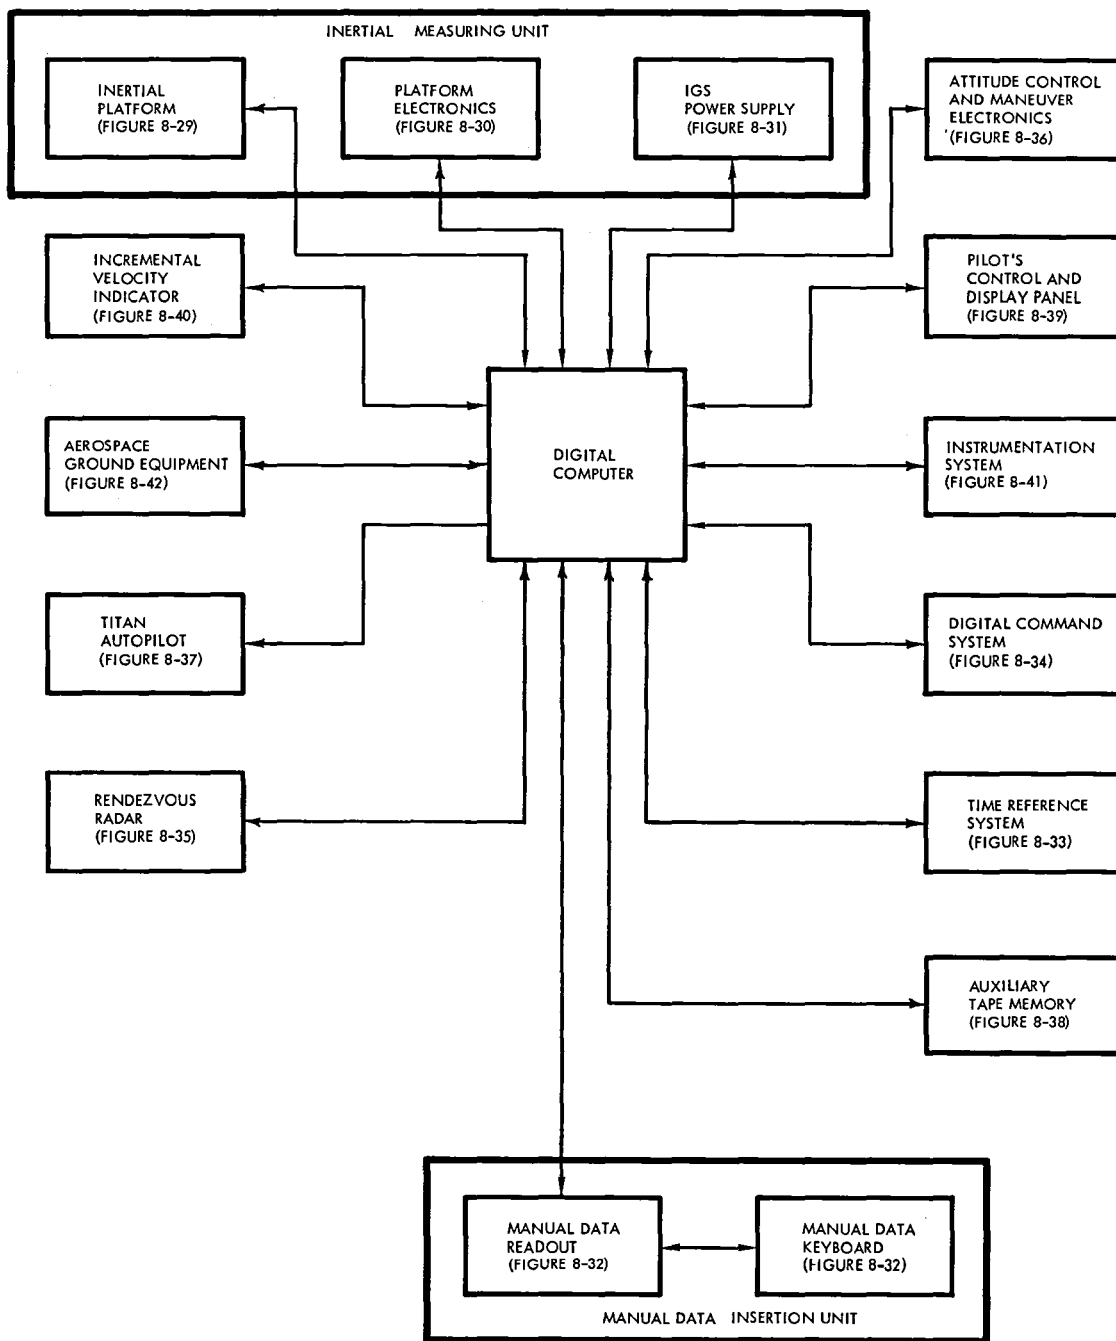 INERTIAL MEASURING UNIT
INERTIAL
PLATFORM
(FIGURE 8-29)
PLATFORM
ELECTRONICS
(FIGURE 8-30)
IGS
POWER SUPPLY
(FIGURE 8-31)
ATTITUDE CONTROL
AND MANEUVER
ELECTRONICS
(FIGURE 8-36)
INCREMENTAL
VELOCITY
INDICATOR
(FIGURE 8-40)
PILOT'S
CONTROL AND
DISPLAY PANEL
(FIGURE 8-39)
AEROSPACE
GROUND EQUIPMENT
(FIGURE 8-42)
DIGITAL
COMPUTER
INSTRUMENTATION
SYSTEM
(FIGURE 8-41)
TITAN
AUTOPILOT
(FIGURE 8-37)
DIGITAL COMMAND
SYSTEM
(FIGURE 8-34)
RENDEZVOUS
RADAR
(FIGURE 8-35)
TIME REFERENCE
SYSTEM
(FIGURE 8-33)
AUXILIARY
TAPE MEMORY
(FIGURE 8-38)
MANUAL DATA
READOUT
(FIGURE 8-32)
MANUAL DATA
KEYBOARD
(FIGURE 8-32)
MANUAL DATA INSERTION UNIT